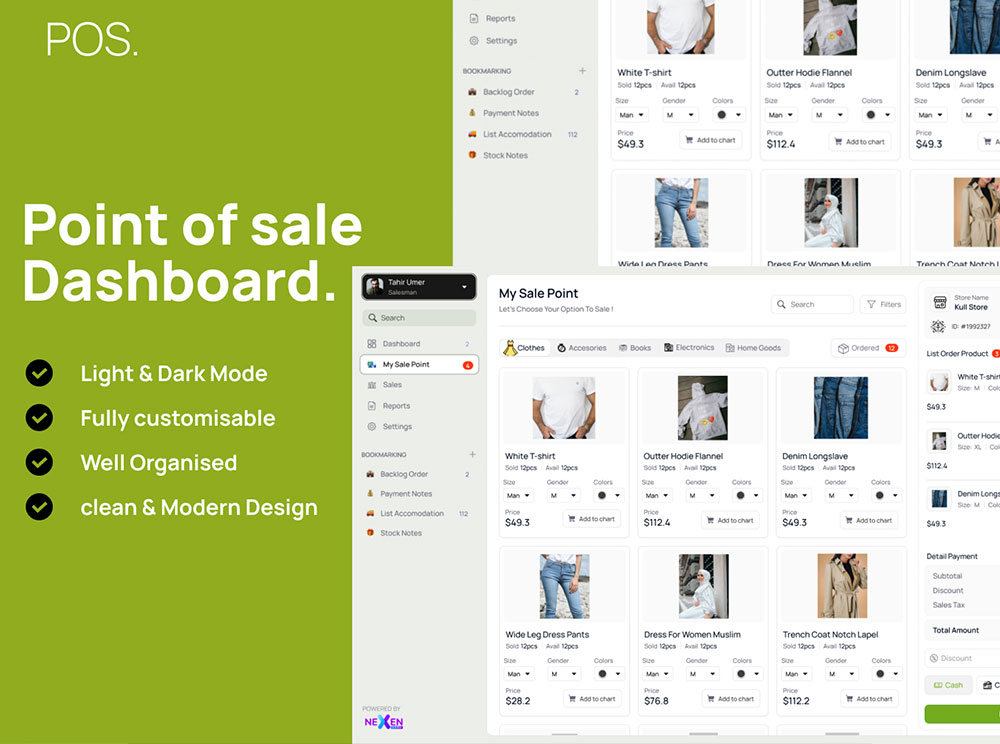 POS.
Point of sale
Dashboard.
Light & Dark Mode
Fully customisable
Well Organised
clean & Modern Design
Reports
Settings
BOOKMARKING +
Backlog Order 2
Payment Notes
List Accomodation 112
Stock Notes
White T-shirt
Sold 12pcs Avail 12pcs
Size Gender Colors
Man M
Price
$49.3
Add to chart
Outter Hodie Flannel
Sold 12pcs Avail 12pcs
Size Gender Colors
Man M
Price
$112.4
Add to chart
Denim Longslave
Sold 12pcs Avail 12pcs
Size Gender
Man M
Price
$49.3
Wide Leg Dress Pants
Dress For Women Muslim
Trench Coat Notch
Tahir Umer
Salesman
Search
Dashboard 2
My Sale Point 4
Sales
Reports
Settings
BOOKMARKING +
Backlog Order 2
Payment Notes
List Accomodation 112
Stock Notes
POWERED BY
NEXEN
My Sale Point
Let's Choose Your Option To Sale !
Search
Filters
Clothes
Accesories
Books
Electronics
Home Goods
Ordered 12
White T-shirt
Sold 12pcs Avail 12pcs
Size Gender Colors
Man M
Price
$49.3
Add to chart
Outter Hodie Flannel
Sold 12pcs Avail 12pcs
Size Gender Colors
Man M
Price
$112.4
Add to chart
Denim Longslave
Sold 12pcs Avail 12pcs
Size Gender Colors
Man M
Price
$49.3
Add to chart
Wide Leg Dress Pants
Sold 12pcs Avail 12pcs
Size Gender Colors
Man M
Price
$28.2
Add to chart
Dress For Women Muslim
Sold 12pcs Avail 12pcs
Size Gender Colors
Man M
Price
$76.8
Add to chart
Trench Coat Notch Lapel
Sold 12pcs Avail 12pcs
Size Gender Colors
Man M
Price
$112.2
Add to chart
Store Name
Kull Store
ID: #1992327
List Order Product 3
White T-shirt
Size: M
$49.3
Outter Hodie
Size: XL
$112.4
Denim
Size: M
$49.3
Detail Payment
Subtotal
Discount
Sales Tax
Total Amount
Discount
Cash